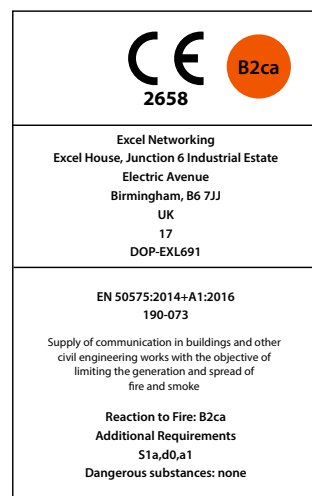 CE
B2ca
2658
Excel Networking
Excel House, Junction 6 Industrial Estate
Electric Avenue
Birmingham, B6 7JJ
UK
17
DOP-EXL691
EN 50575:2014+A1:2016
190-073
Supply of communication in buildings and other
civil engineering works with the objective of
limiting the generation and spread of
fire and smoke
Reaction to Fire: B2ca
Additional Requirements
S1a,d0,a1
Dangerous substances: none